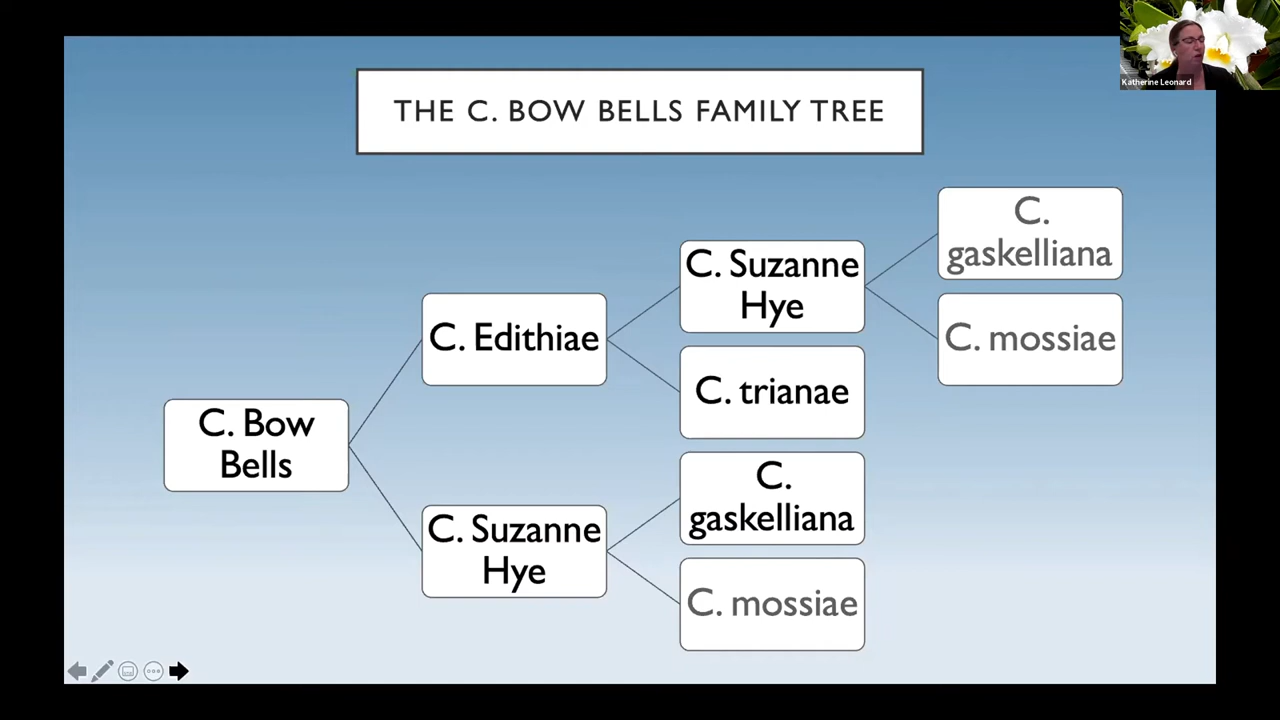 Katherine Leonard
THE C. BOW BELLS FAMILY TREE
C. Bow
Bells
C. Edithiae
C. Suzanne
Hye
C. Suzanne
Hye
C. trianae
C.
gaskelliana
C. mossiae
C.
gaskelliana
C. mossiae